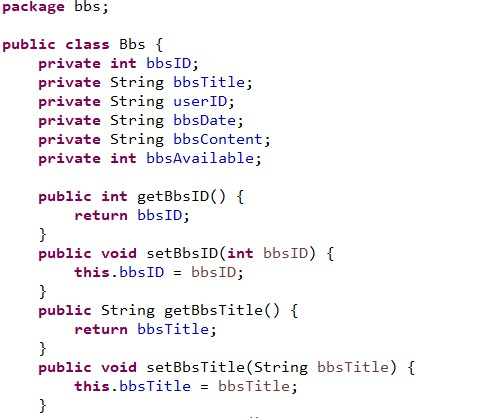 package bbs;
public class Bbs {
private int bbsID;
private String bbsTitle;
private String userID;
private String bbsDate;
private String bbsContent;
private int bbsAvailable;
public int getBbsID() {
return bbsID;
}
public void setBbsID(int bbsID) {
this.bbsID = bbsID;
}
public String getBbsTitle() {
return bbsTitle;
}
public void setBbsTitle(String bbsTitle) {
this.bbsTitle = bbsTitle;
}